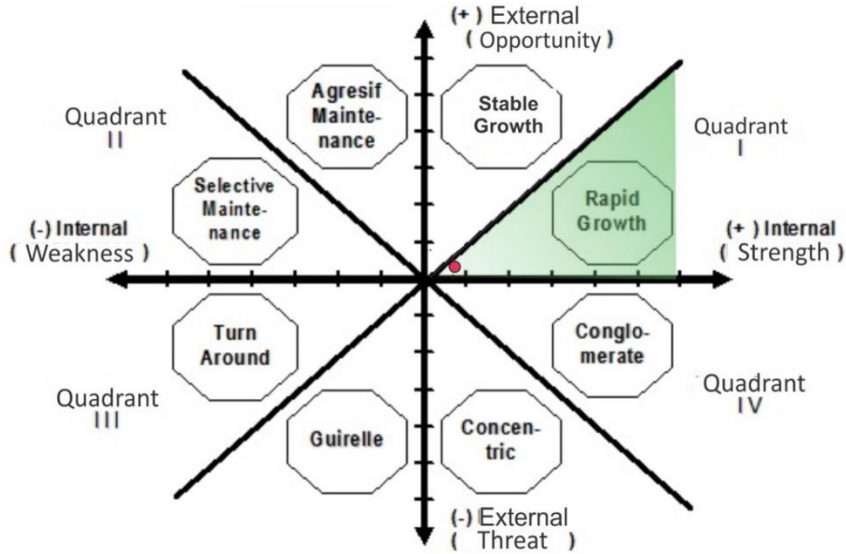 (+) External
( Opportunity )
Agresif
Mainte-
nance
Stable
Growth
Quadrant
II
Quadrant
I
Selective
Mainte-
nance
Rapid
Growth
(-) Internal
( Weakness )
(+ ) Internal
( Strength )
Turn
Around
Conglo-
merate
Quadrant
III
Quadrant
IV
Guirelle
Concen-
tric
(-) External
( Threat )